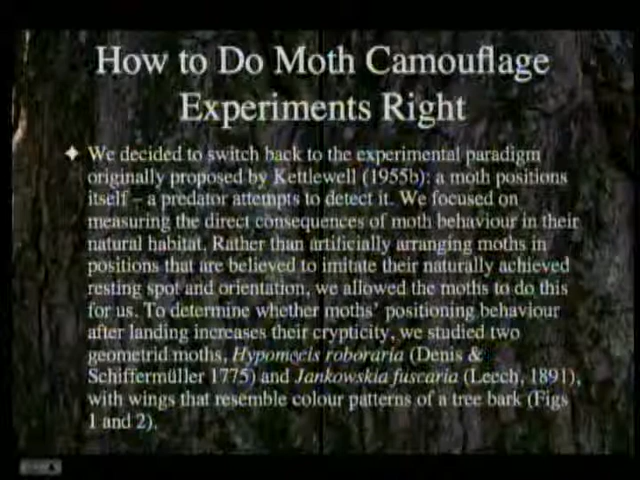 How to Do Moth Camouflage
Experiments Right
We decided to switch back to the experimental paradigm
originally proposed by Kettlewell (1955b): a moth positions
itself – a predator attempts to detect it. We focused on
measuring the direct consequences of moth behaviour in their
natural habitat. Rather than artificially arranging moths in
positions that are believed to imitate their naturally achieved
resting spot and orientation, we allowed the moths to do this
for us. To determine whether moths' positioning behaviour
after landing increases their crypticity, we studied two
geometrid moths, Hypomecis roboraria (Denis &
Schiffermüller 1775) and Jankowskia fuscaria (Leech, 1891),
with wings that resemble colour patterns of a tree bark (Figs
1 and 2).